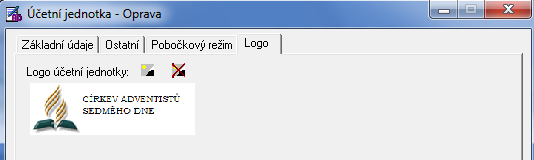 Účetní jednotka - Oprava
Základní údaje Ostatní Pobočkový režim Logo
Logo účetní jednotky:
CÍRKEV ADVENTISTŮ
SEDMÉHO DNE